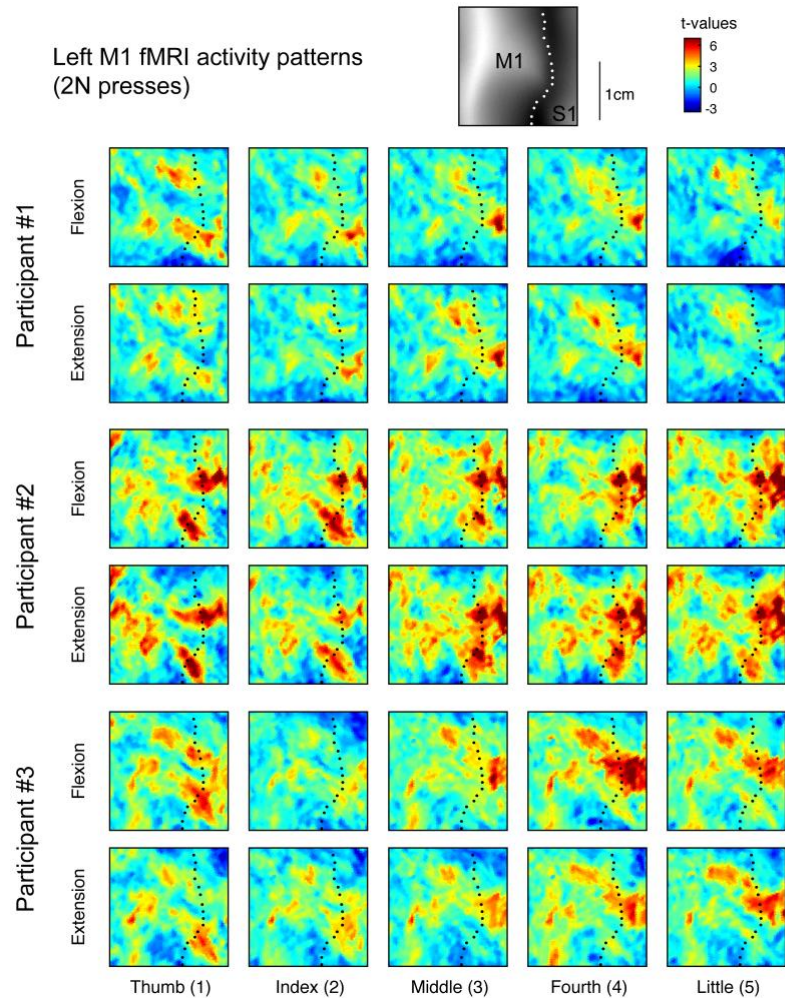 Left M1 fMRI activity patterns
(2N presses)
M1
S1
1cm
t-values
6
3
0
-3
Participant #1
Flexion
Extension
Participant #2
Flexion
Extension
Participant #3
Flexion
Extension
Thumb (1)
Index (2)
Middle (3)
Fourth (4)
Little (5)